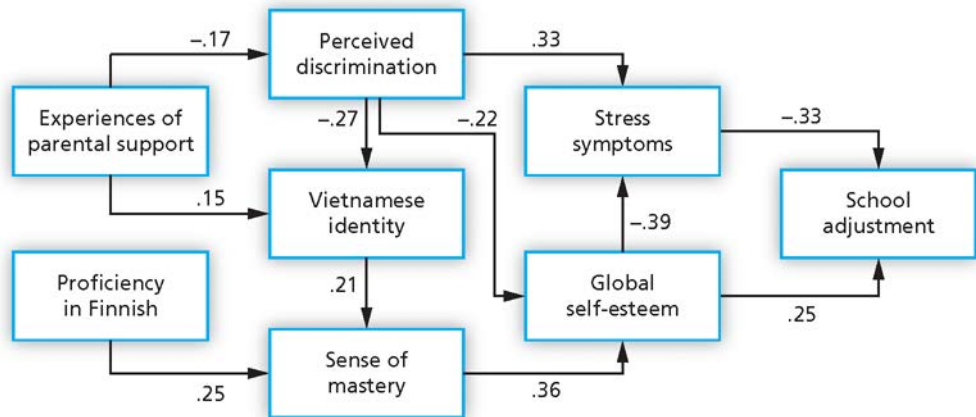 –.17
Perceived
discrimination
.33
Experiences of
parental support
–.27
–.22
Stress
symptoms
–.33
.15
Vietnamese
identity
School
adjustment
–.39
Proficiency
in Finnish
.21
Global
self-esteem
.25
.25
Sense of
mastery
.36